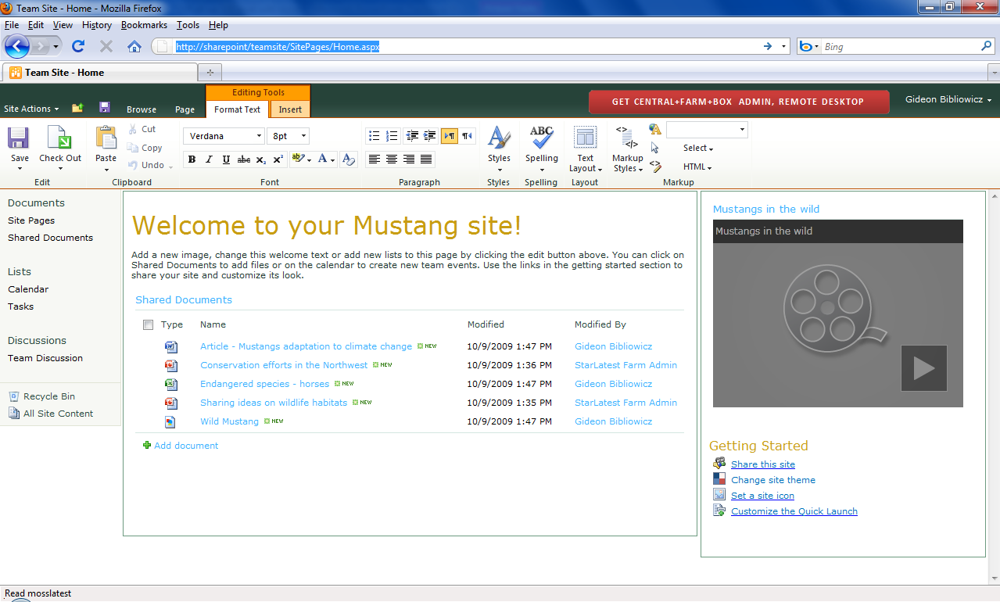 Team Site - Home - Mozilla Firefox
File Edit View History Bookmarks Tools Help
http://sharepoint/teamsite/SitePages/Home.aspx
Bing
Team Site - Home
Editing Tools
Site Actions Browse Page Format Text Insert
GET CENTRAL+FARM+BOX ADMIN, REMOTE DESKTOP
Gideon Bibliowicz
Save
Check Out
Edit
Paste
Cut
Copy
Undo
Clipboard
Verdana 8pt
B I U abc x₂ x²
ab A A
Font
Paragraph
Styles
Styles
ABC
Spelling
Spelling
Text
Layout
Layout
Markup
Styles
Select
HTML
Markup
Documents
Site Pages
Shared Documents
Lists
Calendar
Tasks
Discussions
Team Discussion
Recycle Bin
All Site Content
Welcome to your Mustang site!
Add a new image, change this welcome text or add new lists to this page by clicking the edit button above. You can click on
Shared Documents to add files or on the calendar to create new team events. Use the links in the getting started section to
share your site and customize its look.
Shared Documents
Type Name Modified Modified By
Article - Mustangs adaptation to climate change NEW 10/9/2009 1:47 PM Gideon Bibliowicz
Conservation efforts in the Northwest NEW 10/9/2009 1:36 PM StarLatest Farm Admin
Endangered species - horses NEW 10/9/2009 1:47 PM Gideon Bibliowicz
Sharing ideas on wildlife habitats NEW 10/9/2009 1:35 PM StarLatest Farm Admin
Wild Mustang NEW 10/9/2009 1:47 PM Gideon Bibliowicz
Add document
Mustangs in the wild
Mustangs in the wild
Getting Started
Share this site
Change site theme
Set a site icon
Customize the Quick Launch
Read mosslatest